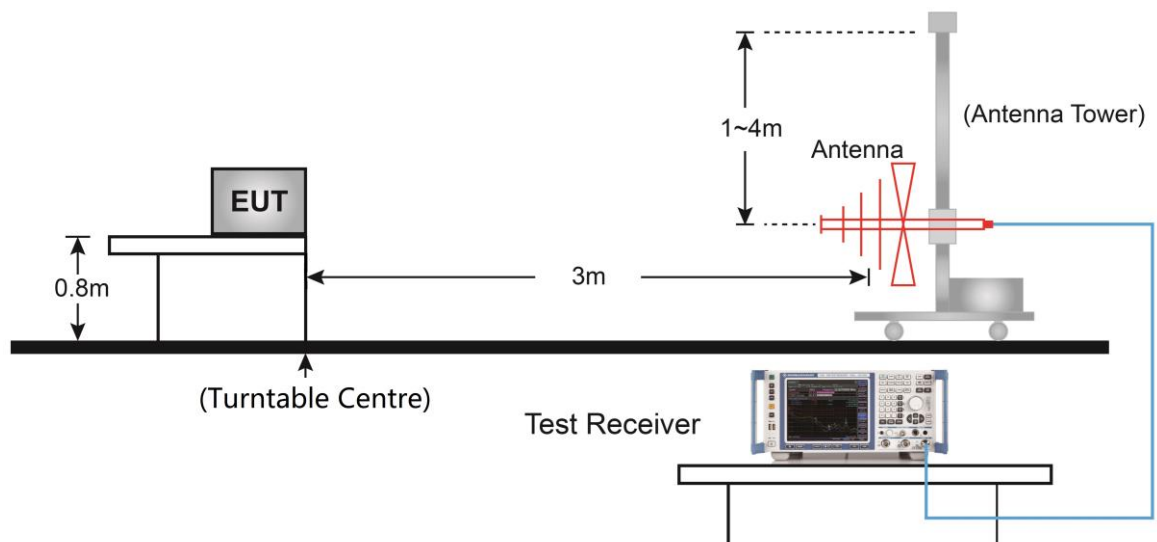 1~4m
(Antenna Tower)
Antenna
EUT
0.8m
3m
(Turntable Centre)
Test Receiver